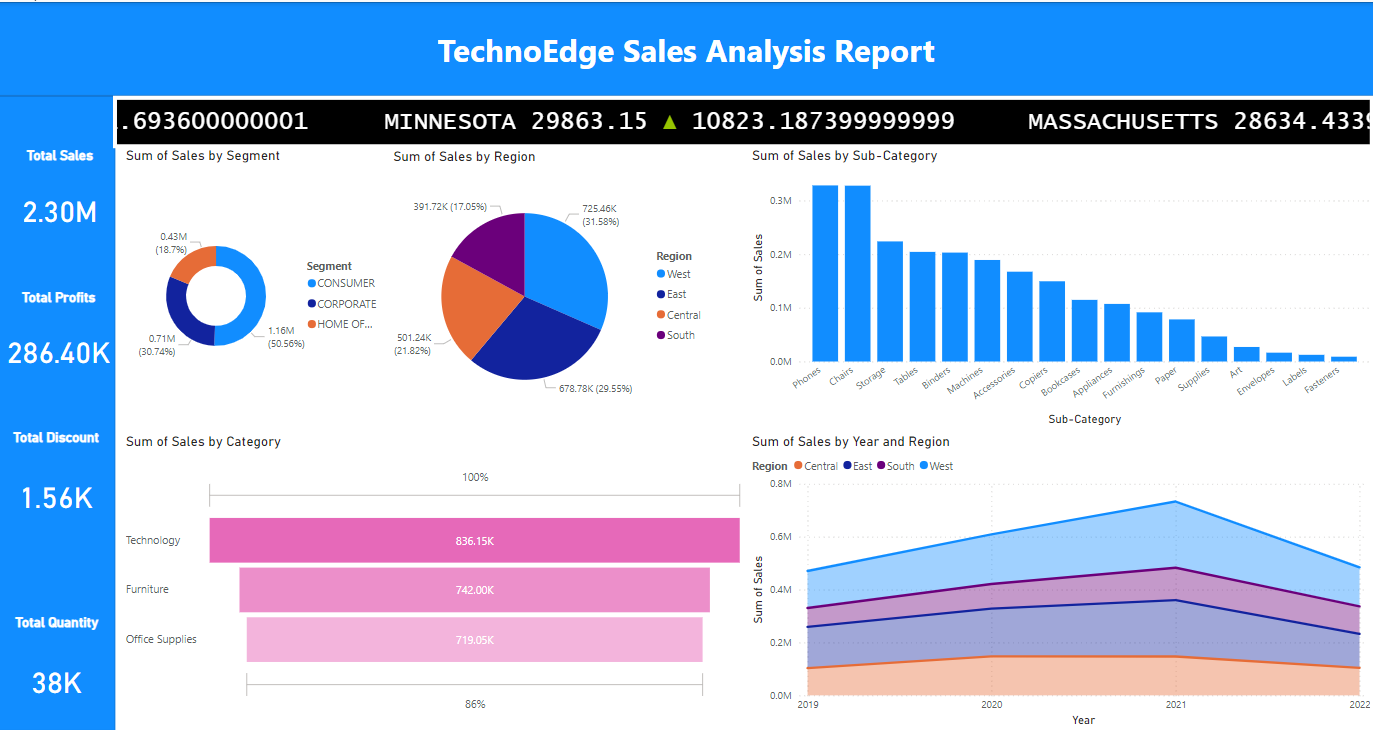 TechnoEdge Sales Analysis Report
.693600000001 MINNESOTA 29863.15 ▲ 10823.187399999999 MASSACHUSETTS 28634.4339
Total Sales
2.30M
Total Profits
286.40K
Total Discount
1.56K
Total Quantity
38K
Sum of Sales by Segment
0.43M
(18.7%)
0.71M
(30.74%)
1.16M
(50.56%)
Segment
CONSUMER
CORPORATE
HOME OF...
Sum of Sales by Region
391.72K (17.05%)
725.46K
(31.58%)
501.24K
(21.82%)
678.78K (29.55%)
Region
West
East
Central
South
Sum of Sales by Sub-Category
Sum of Sales
0.3M
0.2M
0.1M
0.0M
Phones
Chairs
Storage
Tables
Binders
Machines
Accessories
Copiers
Bookcases
Appliances
Furnishings
Paper
Supplies
Art
Envelopes
Labels
Fasteners
Sub-Category
Sum of Sales by Category
100%
Technology 836.15K
Furniture 742.00K
Office Supplies 719.05K
86%
Sum of Sales by Year and Region
Region Central East South West
Sum of Sales
0.8M
0.6M
0.4M
0.2M
0.0M
2019 2020 2021 2022
Year